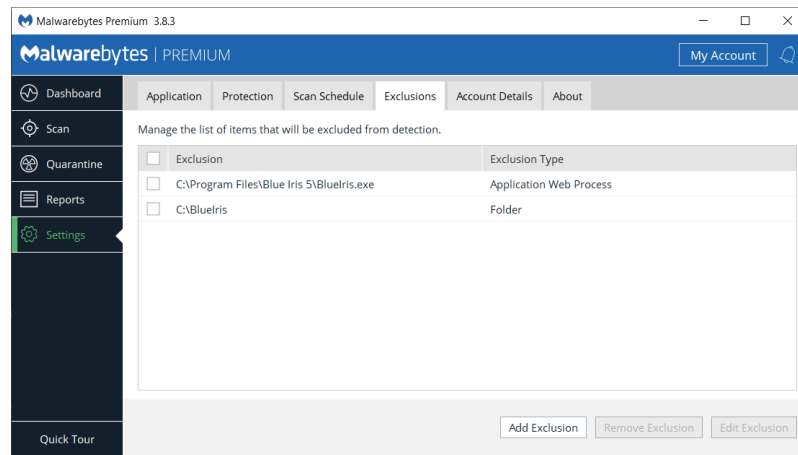 Malwarebytes Premium 3.8.3
Malwarebytes | PREMIUM
My Account
Dashboard
Scan
Quarantine
Reports
Settings
Quick Tour
Application Protection Scan Schedule Exclusions Account Details About
Manage the list of items that will be excluded from detection.
Exclusion Exclusion Type
C:\Program Files\Blue Iris 5\BlueIris.exe Application Web Process
C:\BlueIris Folder
Add Exclusion Remove Exclusion Edit Exclusion